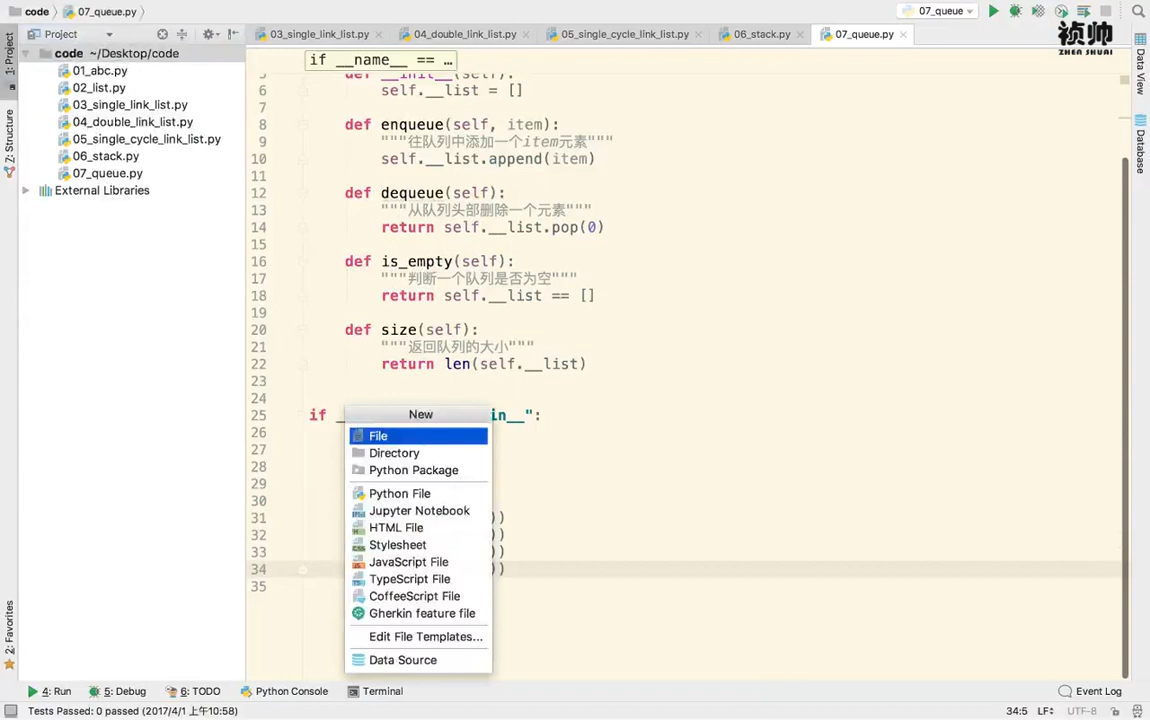 code
07_queue.py
07_queue
Project
03_single_link_list.py
04_double_link_list.py
05_single_cycle_link_list.py
06_stack.py
07_queue.py
祯帅
ZHEN SHUAI
code ~/Desktop/code
01_abc.py
02_list.py
03_single_link_list.py
04_double_link_list.py
05_single_cycle_link_list.py
06_stack.py
07_queue.py
External Libraries
1: Project
7: Structure
2: Favorites
Data View
Database
if __name__ == …
5 def __init__(self):
6 self.__list = []
7
8 def enqueue(self, item):
9 """往队列中添加一个item元素"""
10 self.__list.append(item)
11
12 def dequeue(self):
13 """从队列头部删除一个元素"""
14 return self.__list.pop(0)
15
16 def is_empty(self):
17 """判断一个队列是否为空"""
18 return self.__list == []
19
20 def size(self):
21 """返回队列的大小"""
22 return len(self.__list)
23
24
25 if _ in__":
26
27
28
29
30
31 ))
32 ))
33 ))
34 ))
35
New
File
Directory
Python Package
Python File
Jupyter Notebook
HTML File
Stylesheet
JavaScript File
TypeScript File
CoffeeScript File
Gherkin feature file
Edit File Templates...
Data Source
4: Run
5: Debug
6: TODO
Python Console
Terminal
Event Log
Tests Passed: 0 passed (2017/4/1 上午10:58)
34:5 LF÷ UTF-8